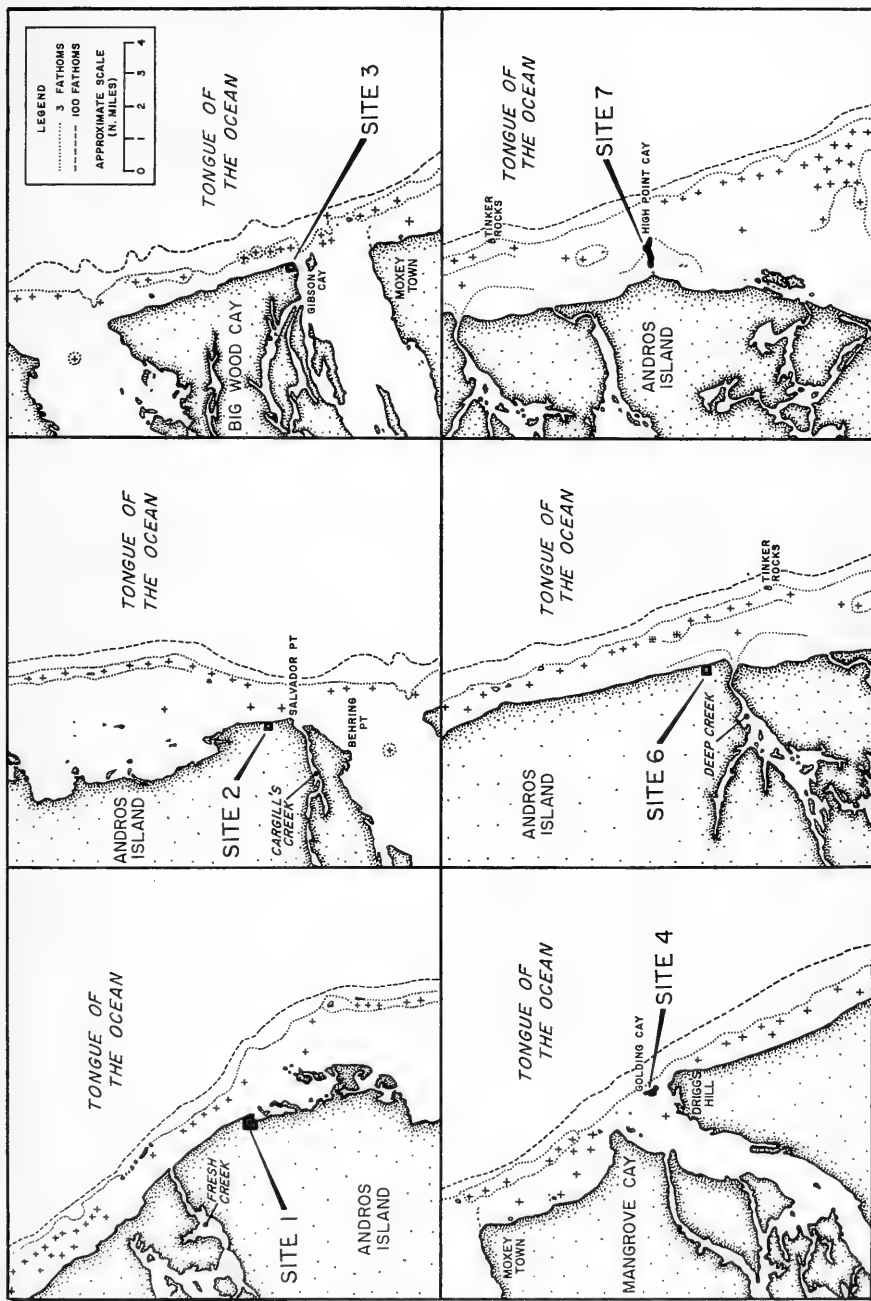 TONGUE OF
THE OCEAN
FRESH
CREEK
SITE 1
ANDROS
ISLAND
TONGUE OF
THE OCEAN
ANDROS
ISLAND
SITE 2
SALVADOR PT
CARGILL'S
CREEK
BEHRING
PT
LEGEND
3 FATHOMS
100 FATHOMS
APPROXIMATE SCALE
(N. MILES)
0 1 2 3 4
TONGUE OF
THE OCEAN
SITE 3
BIG WOOD CAY
GIBSON
CAY
MOXEY
TOWN
MOXEY
TOWN
TONGUE OF
THE OCEAN
GOLDING CAY
SITE 4
MANGROVE CAY
DRIGGS
HILL
ANDROS
ISLAND
TONGUE OF
THE OCEAN
SITE 6
DEEP CREEK
TINKER
ROCKS
TINKER
ROCKS
TONGUE OF
THE OCEAN
SITE 7
HIGH POINT CAY
ANDROS
ISLAND